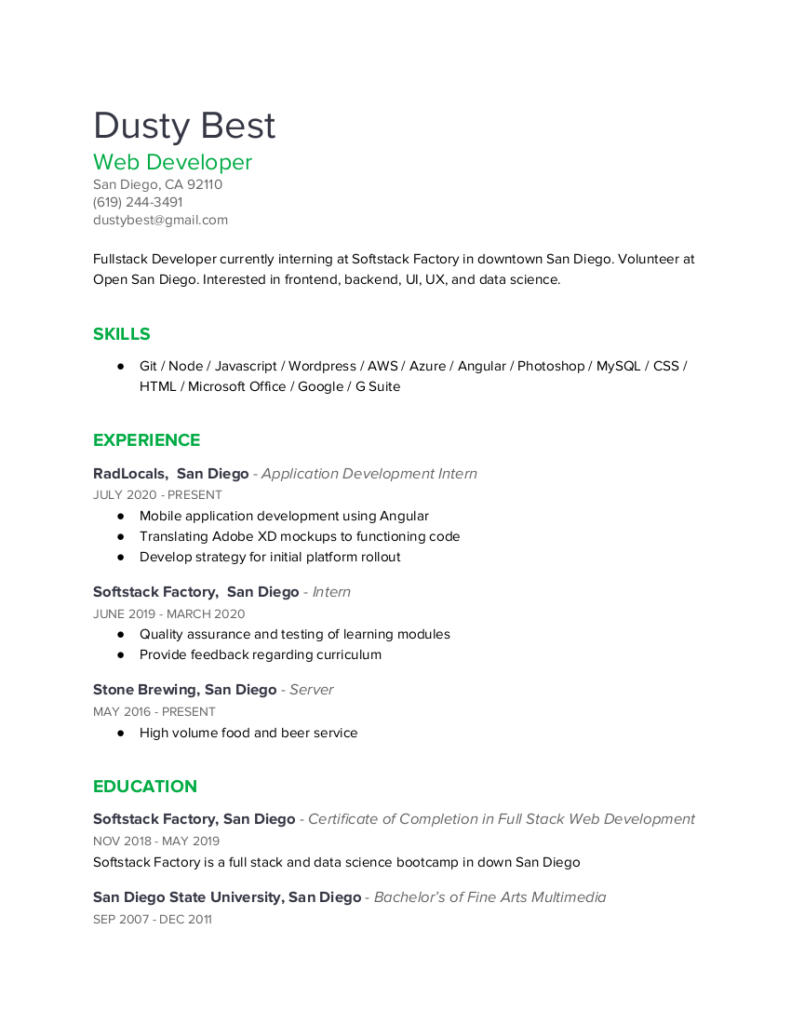 Dusty Best
Web Developer
San Diego, CA 92110
(619) 244-3491
dustybest@gmail.com
Fullstack Developer currently interning at Softstack Factory in downtown San Diego. Volunteer at
Open San Diego. Interested in frontend, backend, UI, UX, and data science.
SKILLS
● Git / Node / Javascript / Wordpress / AWS / Azure / Angular / Photoshop / MySQL / CSS /
HTML / Microsoft Office / Google / G Suite
EXPERIENCE
RadLocals,  San Diego - Application Development Intern
JULY 2020 - PRESENT
● Mobile application development using Angular
● Translating Adobe XD mockups to functioning code
● Develop strategy for initial platform rollout
Softstack Factory,  San Diego - Intern
JUNE 2019 - MARCH 2020
● Quality assurance and testing of learning modules
● Provide feedback regarding curriculum
Stone Brewing, San Diego - Server
MAY 2016 - PRESENT
● High volume food and beer service
EDUCATION
Softstack Factory, San Diego - Certificate of Completion in Full Stack Web Development
NOV 2018 - MAY 2019
Softstack Factory is a full stack and data science bootcamp in down San Diego
San Diego State University, San Diego - Bachelor's of Fine Arts Multimedia
SEP 2007 - DEC 2011